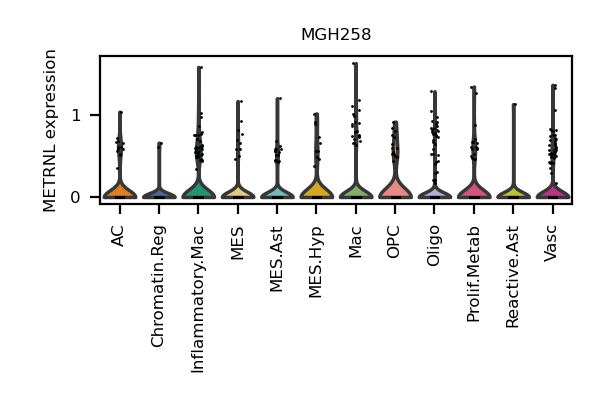 MGH258
METRNL expression
1
0
AC
Chromatin.Reg
Inflammatory.Mac
MES
MES.Ast
MES.Hyp
Mac
OPC
Oligo
Prolif.Metab
Reactive.Ast
Vasc